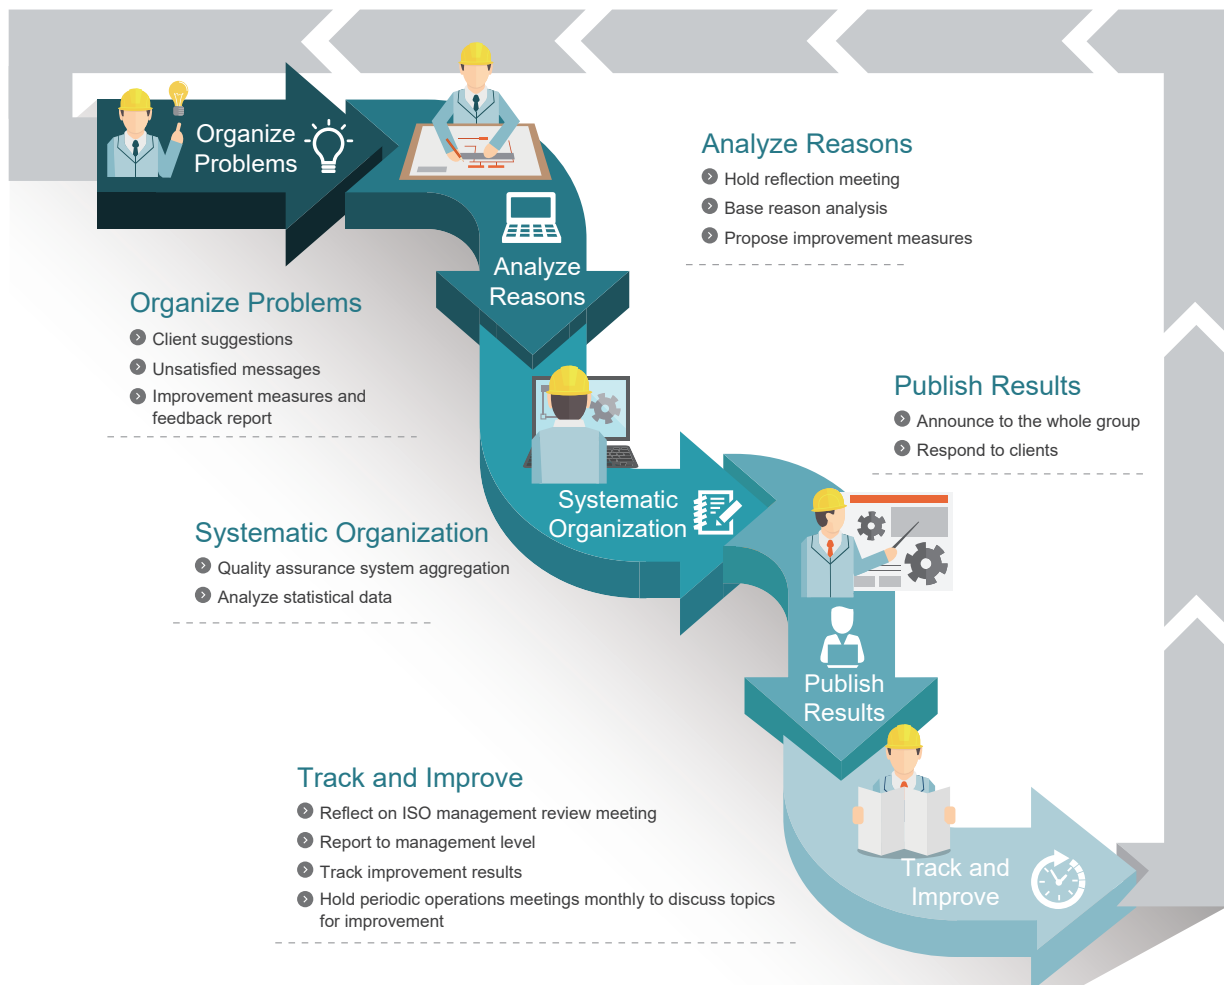 Organize
Problems
Analyze
Reasons
Analyze Reasons
Hold reflection meeting
Base reason analysis
Propose improvement measures
Organize Problems
Client suggestions
Unsatisfied messages
Improvement measures and
feedback report
Publish Results
Announce to the whole group
Respond to clients
Systematic
Organization
Systematic Organization
Quality assurance system aggregation
Analyze statistical data
Publish
Results
Track and Improve
Reflect on ISO management review meeting
Report to management level
Track improvement results
Hold periodic operations meetings monthly to discuss topics
for improvement
Track and
Improve